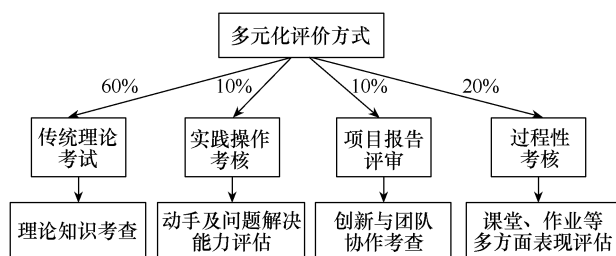 多元化评价方式
60%
10%
10%
20%
传统理论
考试
实践操作
考核
项目报告
评审
过程性
考核
理论知识考查
动手及问题解决
能力评估
创新与团队
协作考查
课堂、作业等
多方面表现评估